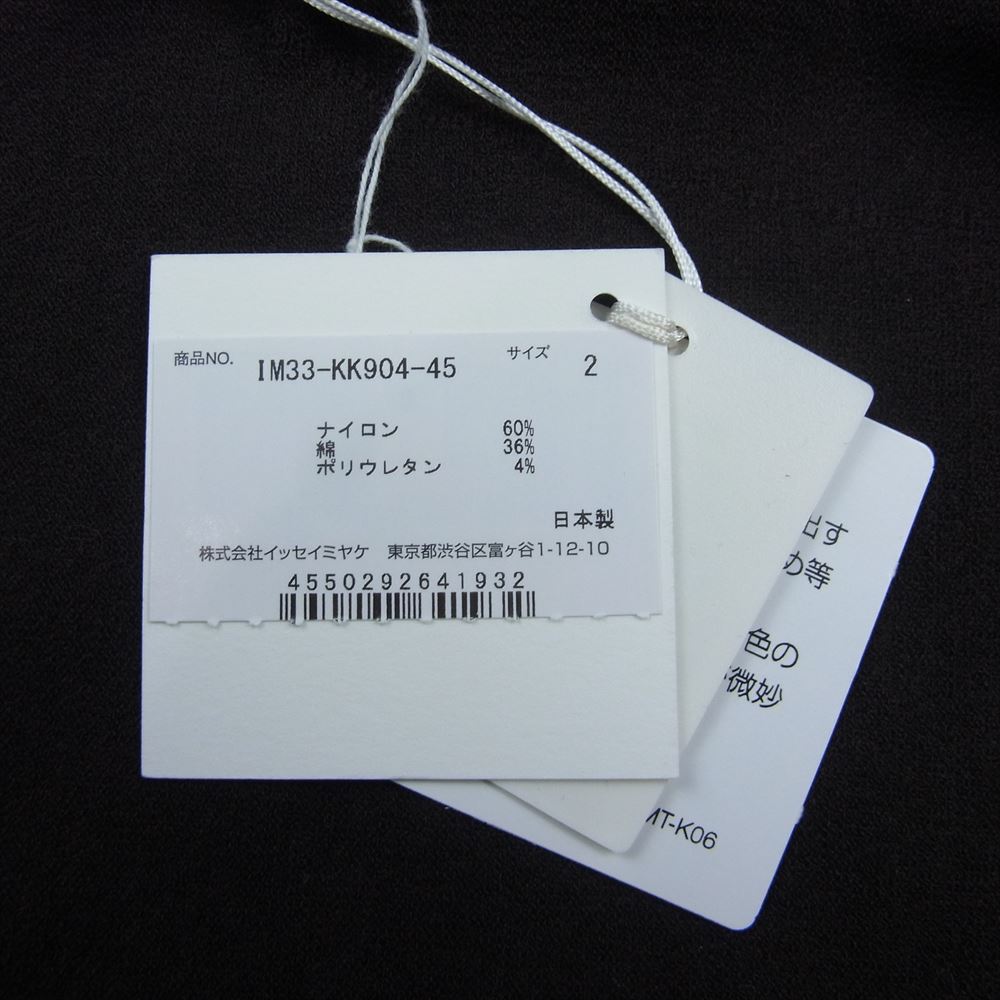 商品NO. IM33-KK904-45 サイズ 2
ナイロン 60%
綿 36%
ポリウレタン 4%
日本製
株式会社イッセイミヤケ 東京都渋谷区富ヶ谷1-12-10
4550292641932
出す
め等
色の
微妙
MT-K06